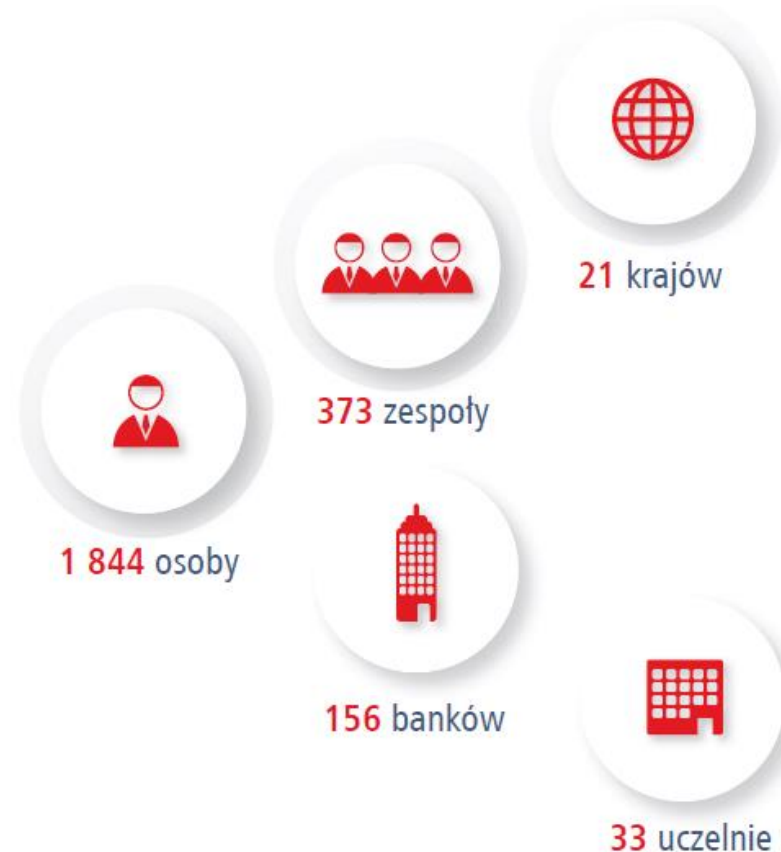 21 krajów
373 zespoły
1 844 osoby
156 banków
33 uczelnie